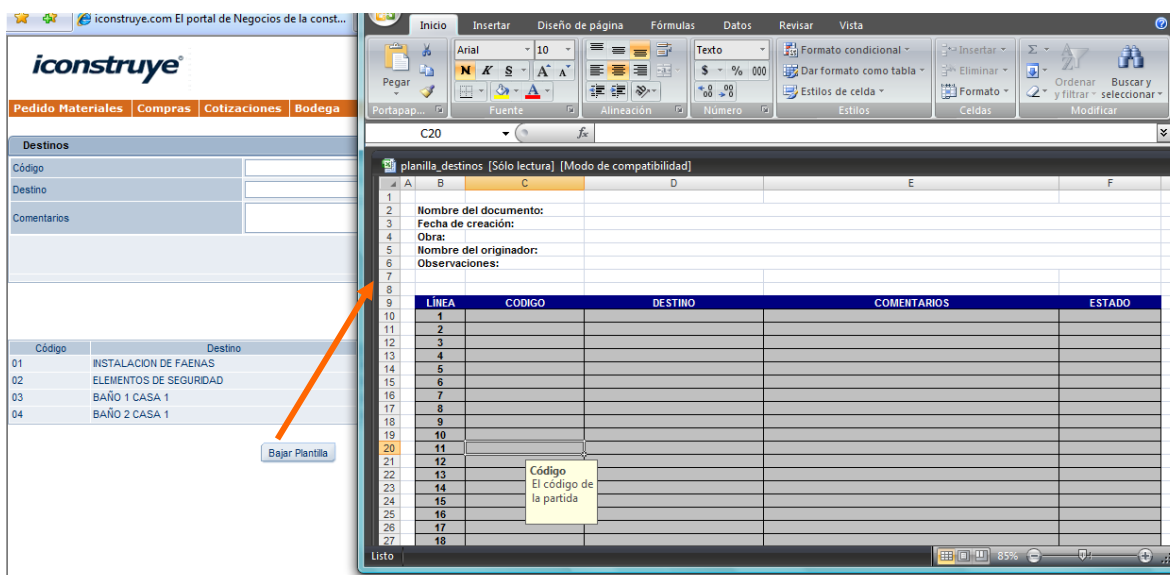 iconstruye.com El portal de Negocios de la const...
iconstruye®
Pedido Materiales Compras Cotizaciones Bodega
Destinos
Código
Destino
Comentarios
Código Destino
01 INSTALACION DE FAENAS
02 ELEMENTOS DE SEGURIDAD
03 BAÑO 1 CASA 1
04 BAÑO 2 CASA 1
Bajar Plantilla
Inicio Insertar Diseño de página Fórmulas Datos Revisar Vista
Arial 10 Texto Formato condicional Insertar Σ
Pegar N K S A A $ % 000 Dar formato como tabla Eliminar Ordenar y filtrar Buscar y seleccionar
A Estilos de celda Formato
Portapap... Fuente Alineación Número Estilos Celdas Modificar
C20 fx
planilla_destinos [Sólo lectura] [Modo de compatibilidad]
A B C D E F
1
2 Nombre del documento:
3 Fecha de creación:
4 Obra:
5 Nombre del originador:
6 Observaciones:
7
8
9 LÍNEA CODIGO DESTINO COMENTARIOS ESTADO
10 1
11 2
12 3
13 4
14 5
15 6
16 7
17 8
18 9
19 10
20 11
21 12
22 13
23 14
24 15
25 16
26 17
27 18
Código
El código de
la partida
Listo 85%